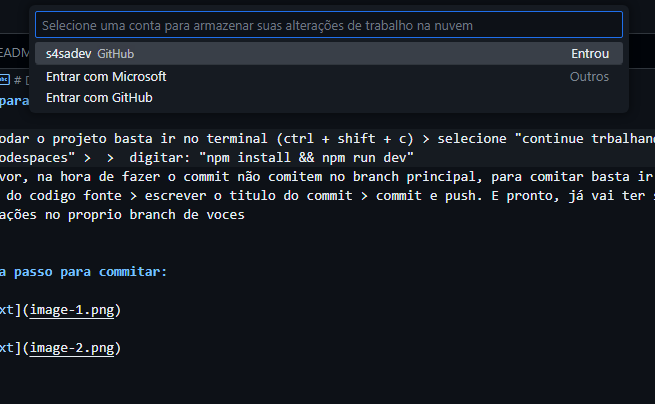 Selecione uma conta para armazenar suas alterações de trabalho na nuvem
s4sadev GitHub Entrou
Entrar com Microsoft Outros
Entrar com GitHub
EADM
abc # D
para
odar o projeto basta ir no terminal (ctrl + shift + c) > selecione "continue trbalhand
odespaces" > > digitar: "npm install && npm run dev"
vor, na hora de fazer o commit não comitem no branch principal, para comitar basta ir
do codigo fonte > escrever o titulo do commit > commit e push. E pronto, já vai ter s
ações no proprio branch de voces
a passo para commitar:
xt](image-1.png)
xt](image-2.png)